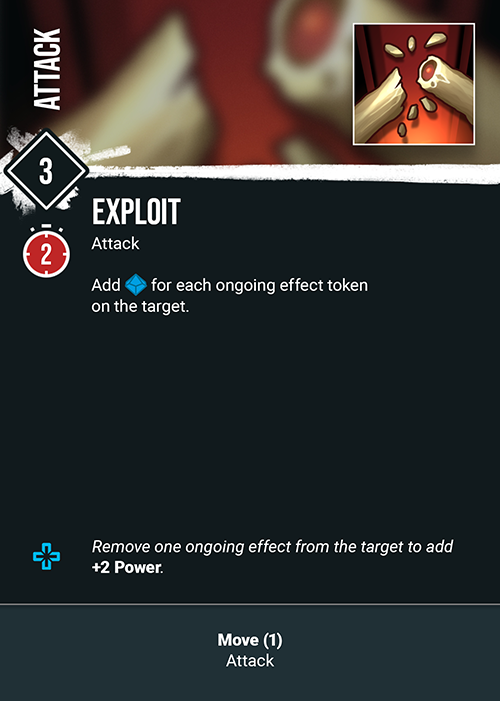 ATTACK
3
EXPLOIT
2
Attack
Add for each ongoing effect token
on the target.
Remove one ongoing effect from the target to add
+2 Power.
Move (1)
Attack